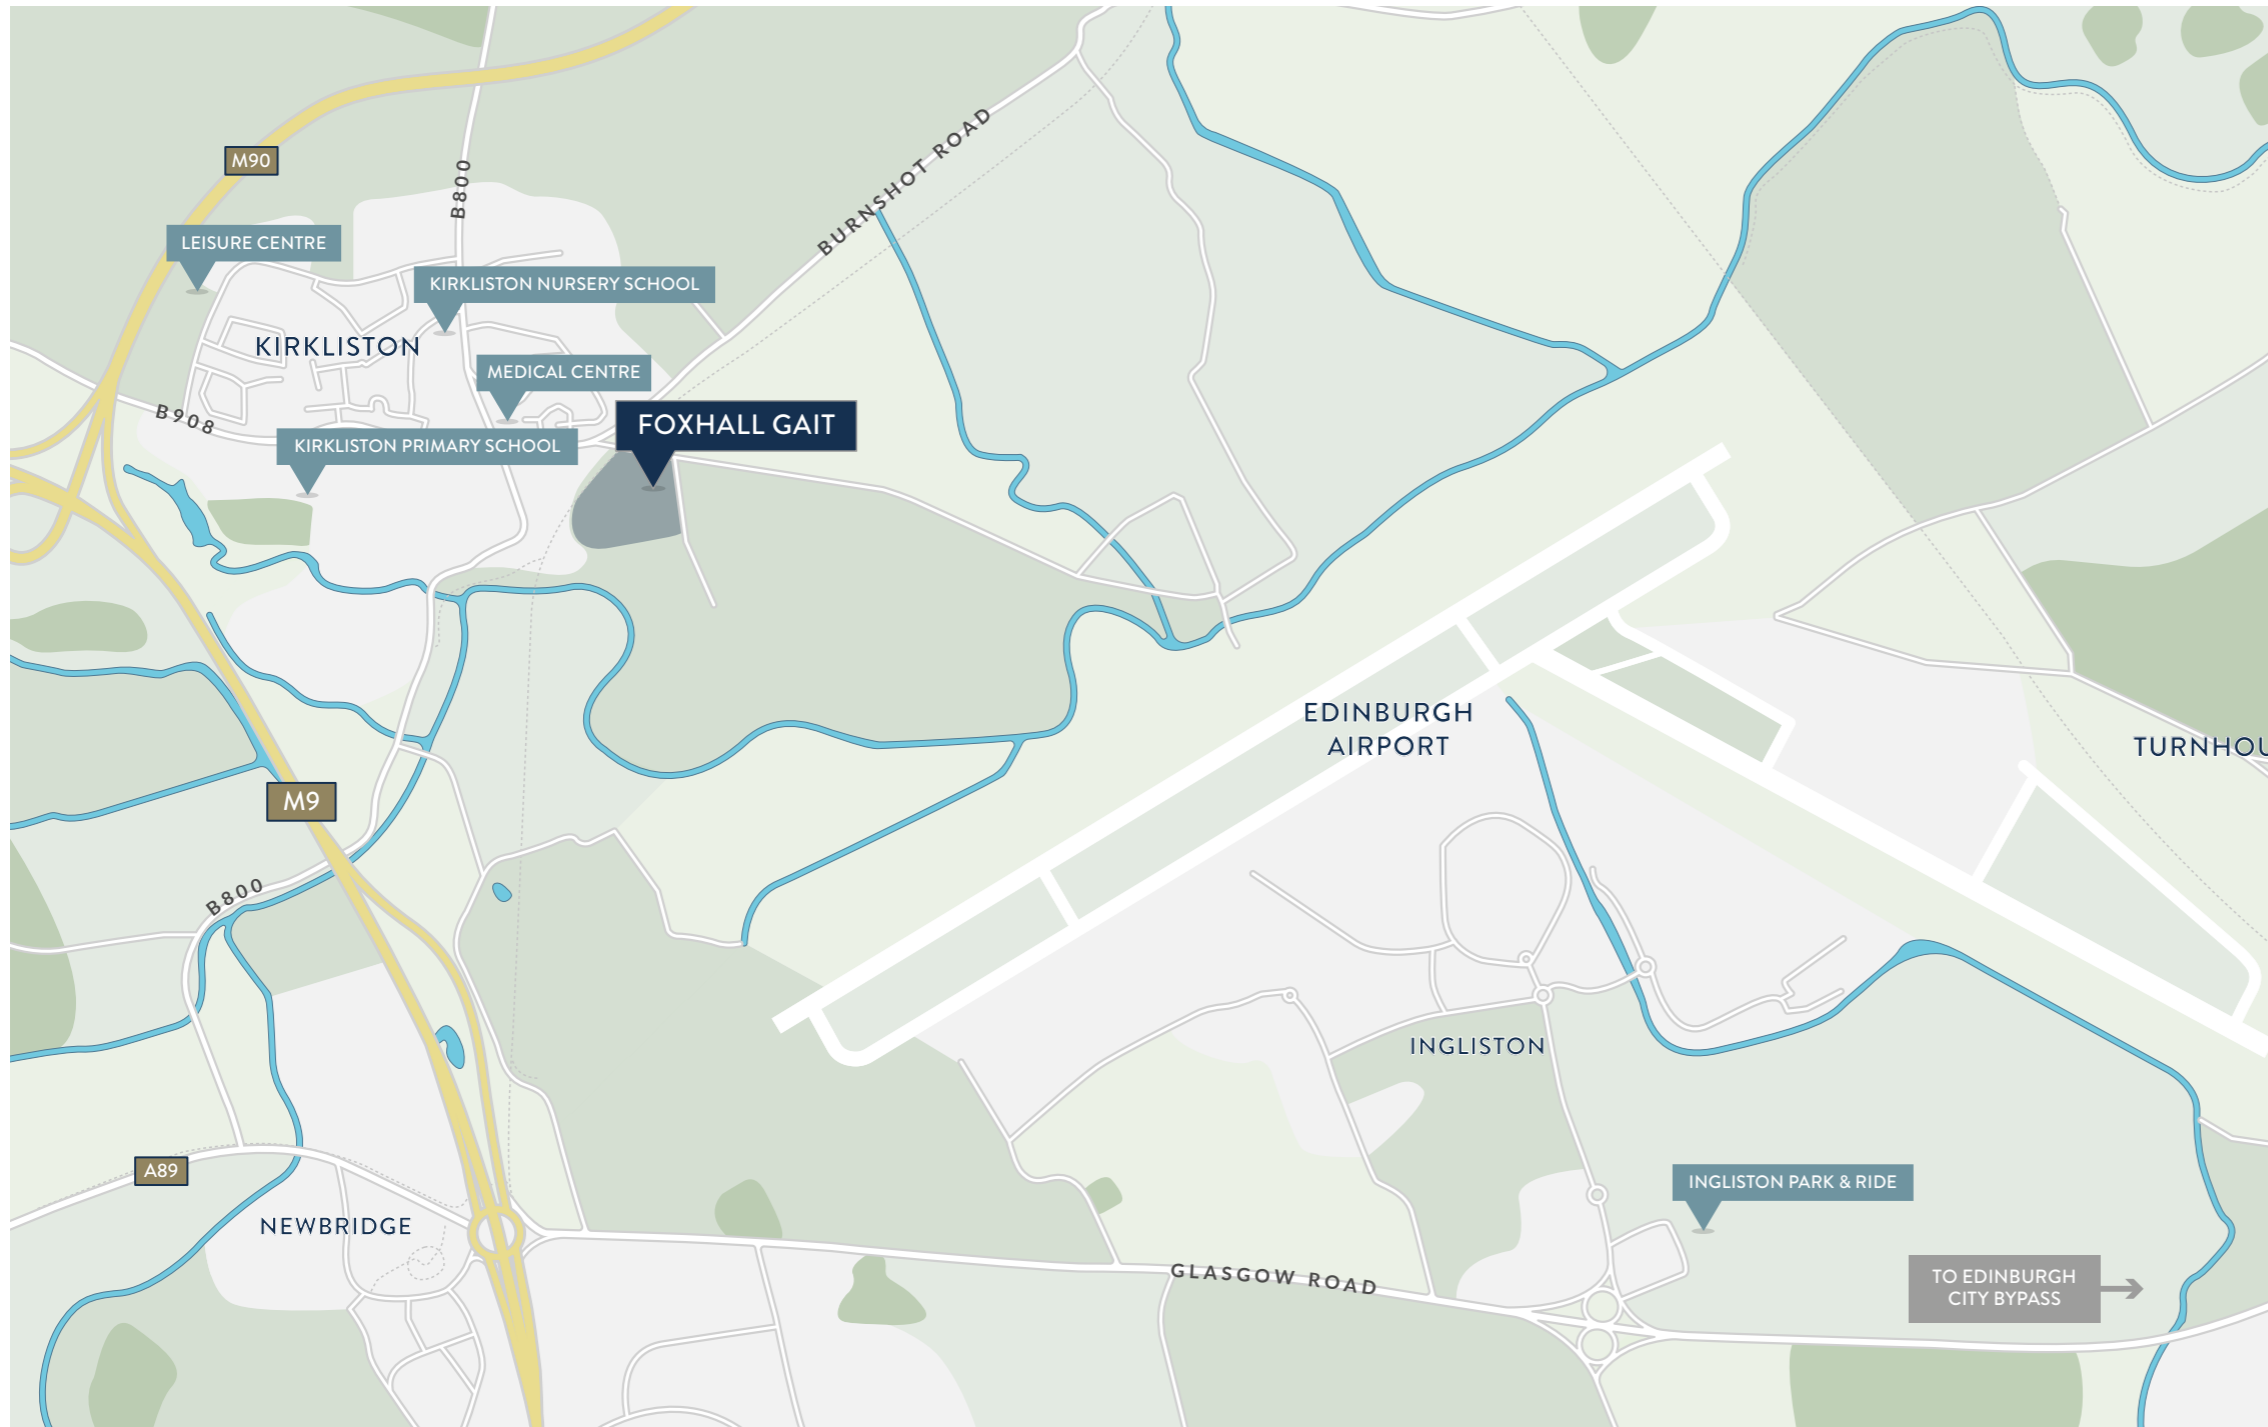 M90
B800
BURNSHOT ROAD
LEISURE CENTRE
KIRKLISTON NURSERY SCHOOL
KIRKLISTON
MEDICAL CENTRE
B908
FOXHALL GAIT
KIRKLISTON PRIMARY SCHOOL
EDINBURGH
AIRPORT
TURNHOU
M9
B800
INGLISTON
A89
INGLISTON PARK & RIDE
NEWBRIDGE
GLASGOW ROAD
TO EDINBURGH
CITY BYPASS